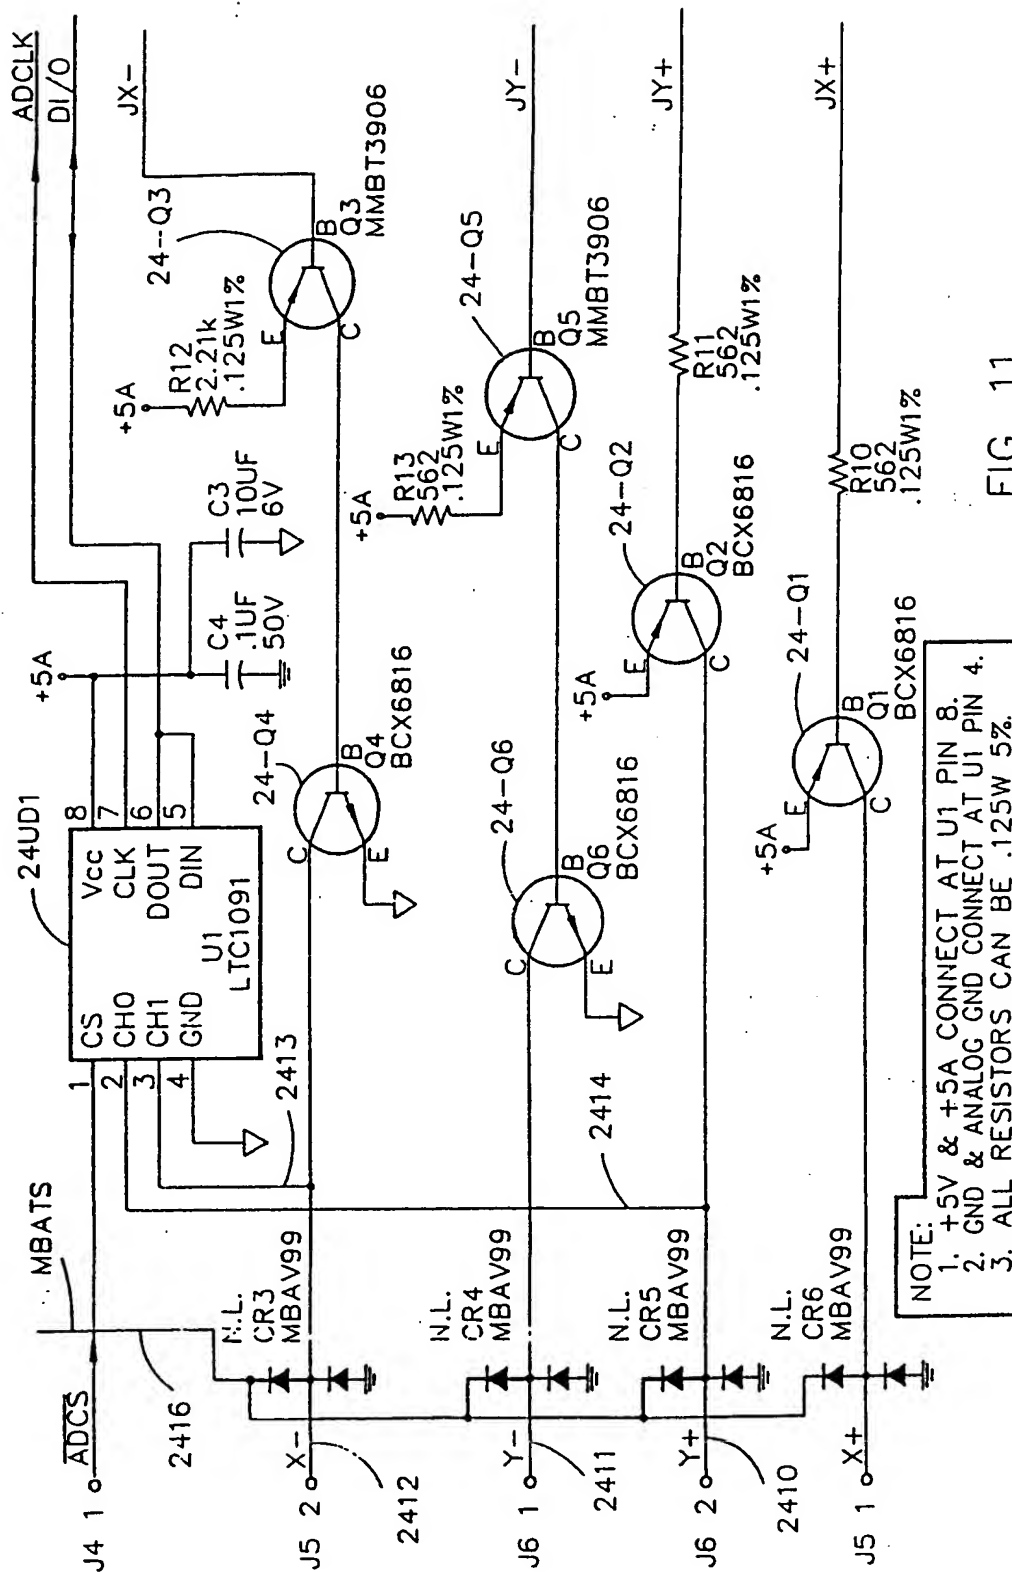 ADCLK
DI/O
JX-
JY-
JY+
JX+
24--Q3
B
Q3
MMBT3906
E
C
+5A
R12
2.21k
.125W1%
24-Q5
B
Q5
MMBT3906
E
C
+5A
R13
562
.125W1%
R11
562
.125W1%
R10
562
.125W1%
+5A
C4
.1UF
50V
C3
10UF
6V
24UD1
8
7
6
5
Vcc
CLK
DOUT
DIN
U1
LTC1091
CS
CH0
CH1
GND
1
2
3
4
24-Q4
B
Q4
BCX6816
C
E
24-Q6
B
Q6
BCX6816
C
E
24-Q2
B
Q2
BCX6816
+5A
E
C
24-Q1
B
Q1
BCX6816
+5A
E
C
2413
2414
MBATS
2416
N.L.
CR3
MBAV99
N.L.
CR4
MBAV99
N.L.
CR5
MBAV99
N.L.
CR6
MBAV99
J4 1
ADCS
J5 2
X-
2412
J6 1
Y-
2411
J6 2
Y+
2410
J5 1
X+
NOTE:
1. +5V & +5A CONNECT AT U1 PIN 8.
2. GND & ANALOG GND CONNECT AT U1 PIN 4.
3. ALL RESISTORS CAN BE .125W 5%.
FIG. 11